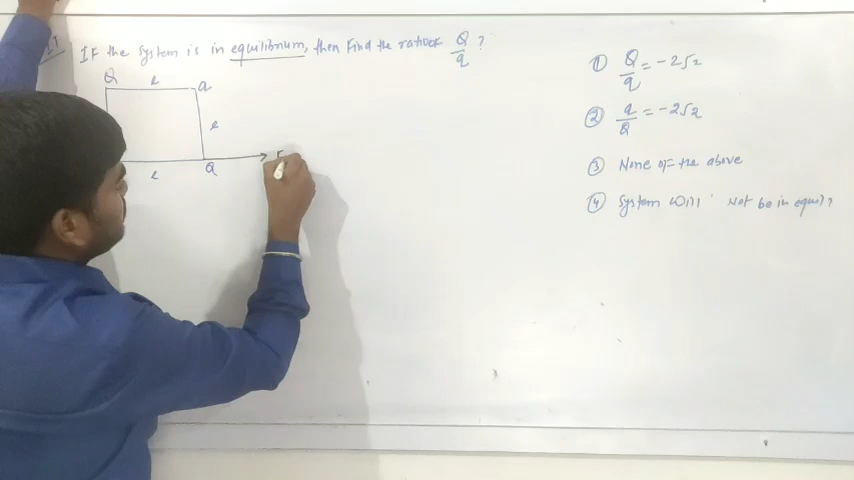 IF the system is in equilibrium, then Find the ratio of Q/q ?
Q l q
l
l Q F
① Q/q = -2√2
② q/Q = -2√2
③ None of the above
④ System will Not be in equil?